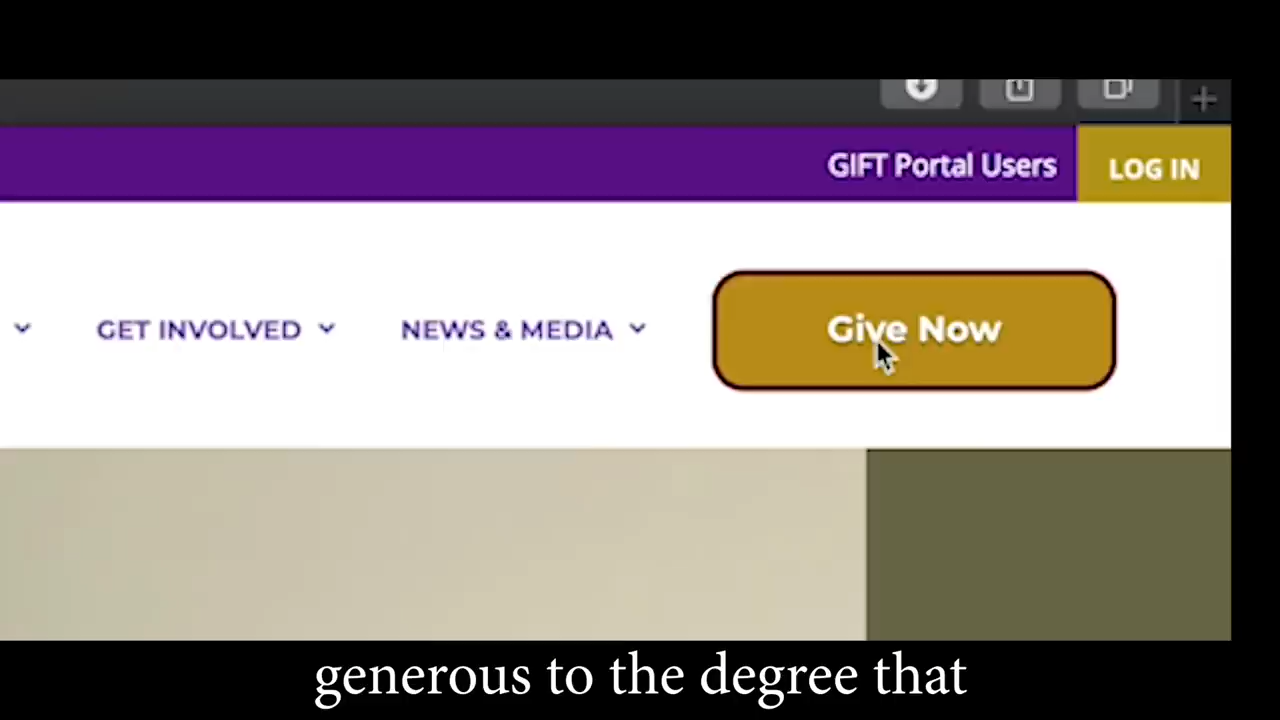 GIFT Portal Users LOG IN
GET INVOLVED NEWS & MEDIA Give Now
generous to the degree that